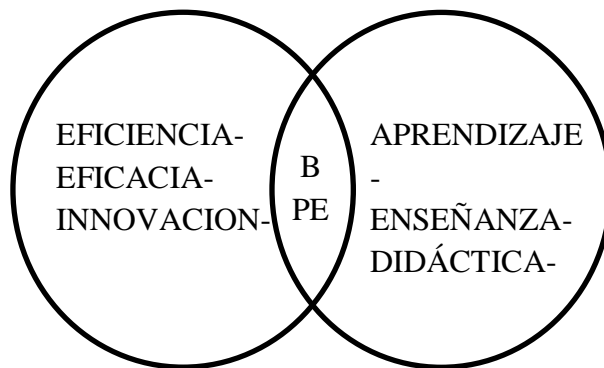 EFICIENCIA-
EFICACIA-
INNOVACION-
B
PE
APRENDIZAJE
-
ENSEÑANZA-
DIDÁCTICA-